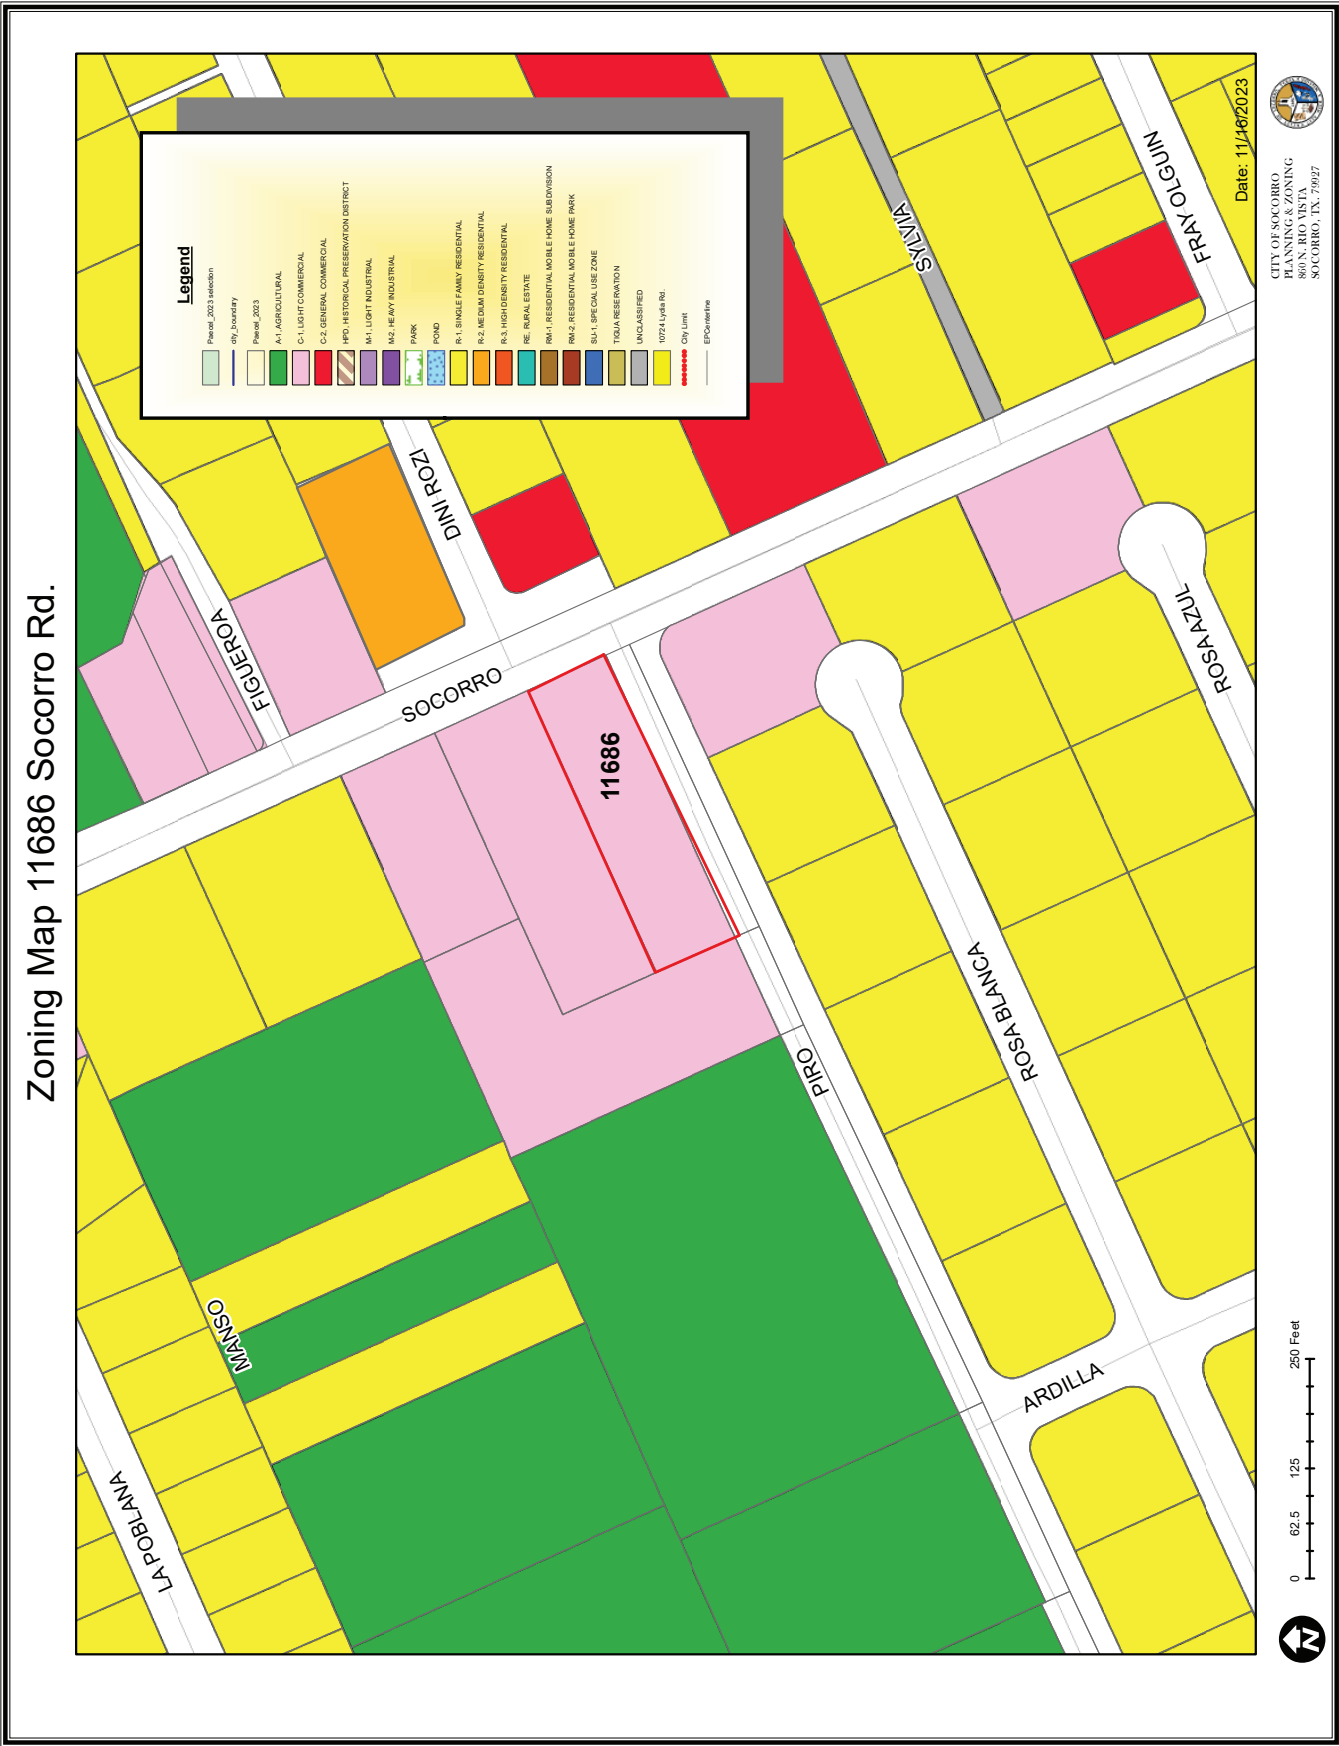 Zoning Map 11686 Socorro Rd.
Legend
Parcel_2023 selection
city_boundary
Parcel_2023
A-1, AGRICULTURAL
C-1, LIGHT COMMERCIAL
C-2, GENERAL COMMERCIAL
HPD, HISTORICAL PRESERVATION DISTRICT
M-1, LIGHT INDUSTRIAL
M-2, HEAVY INDUSTRIAL
PARK
POND
R-1, SINGLE FAMILY RESIDENTIAL
R-2, MEDIUM DENSITY RESIDENTIAL
R-3, HIGH DENSITY RESIDENTIAL
RE, RURAL ESTATE
RM-1, RESIDENTIAL MOBILE HOME SUBDIVISION
RM-2, RESIDENTIAL MOBILE HOME PARK
SU-1, SPECIAL USE ZONE
TIGUA RESERVATION
UNCLASSIFIED
10724 Lydia Rd.
City Limit
EPCenterline
LA POBLANA
MANSO
FIGUEROA
SOCORRO
DINI ROZI
11686
PIRO
ROSA BLANCA
ARDILLA
ROSA AZUL
SYLVIA
FRAY OLGUIN
Date: 11/16/2023
N
0 62.5 125 250 Feet
CITY OF SOCORRO
PLANNING & ZONING
860 N. RIO VISTA
SOCORRO, TX. 79927